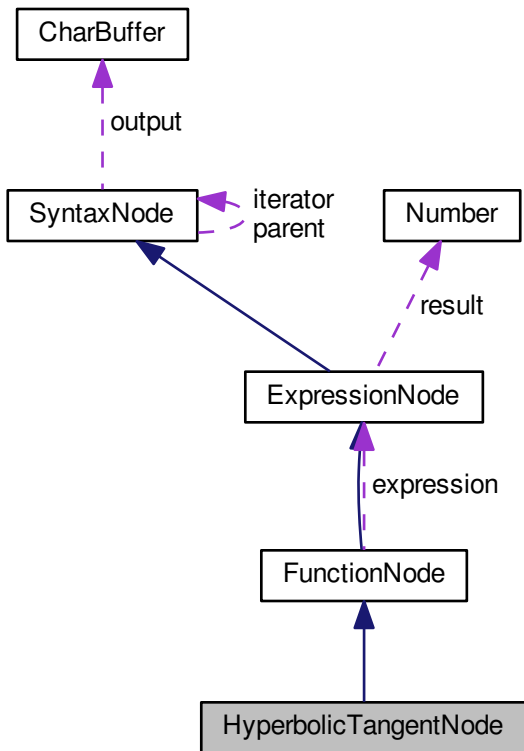 CharBuffer
output
SyntaxNode
iterator
parent
Number
result
ExpressionNode
expression
FunctionNode
HyperbolicTangentNode